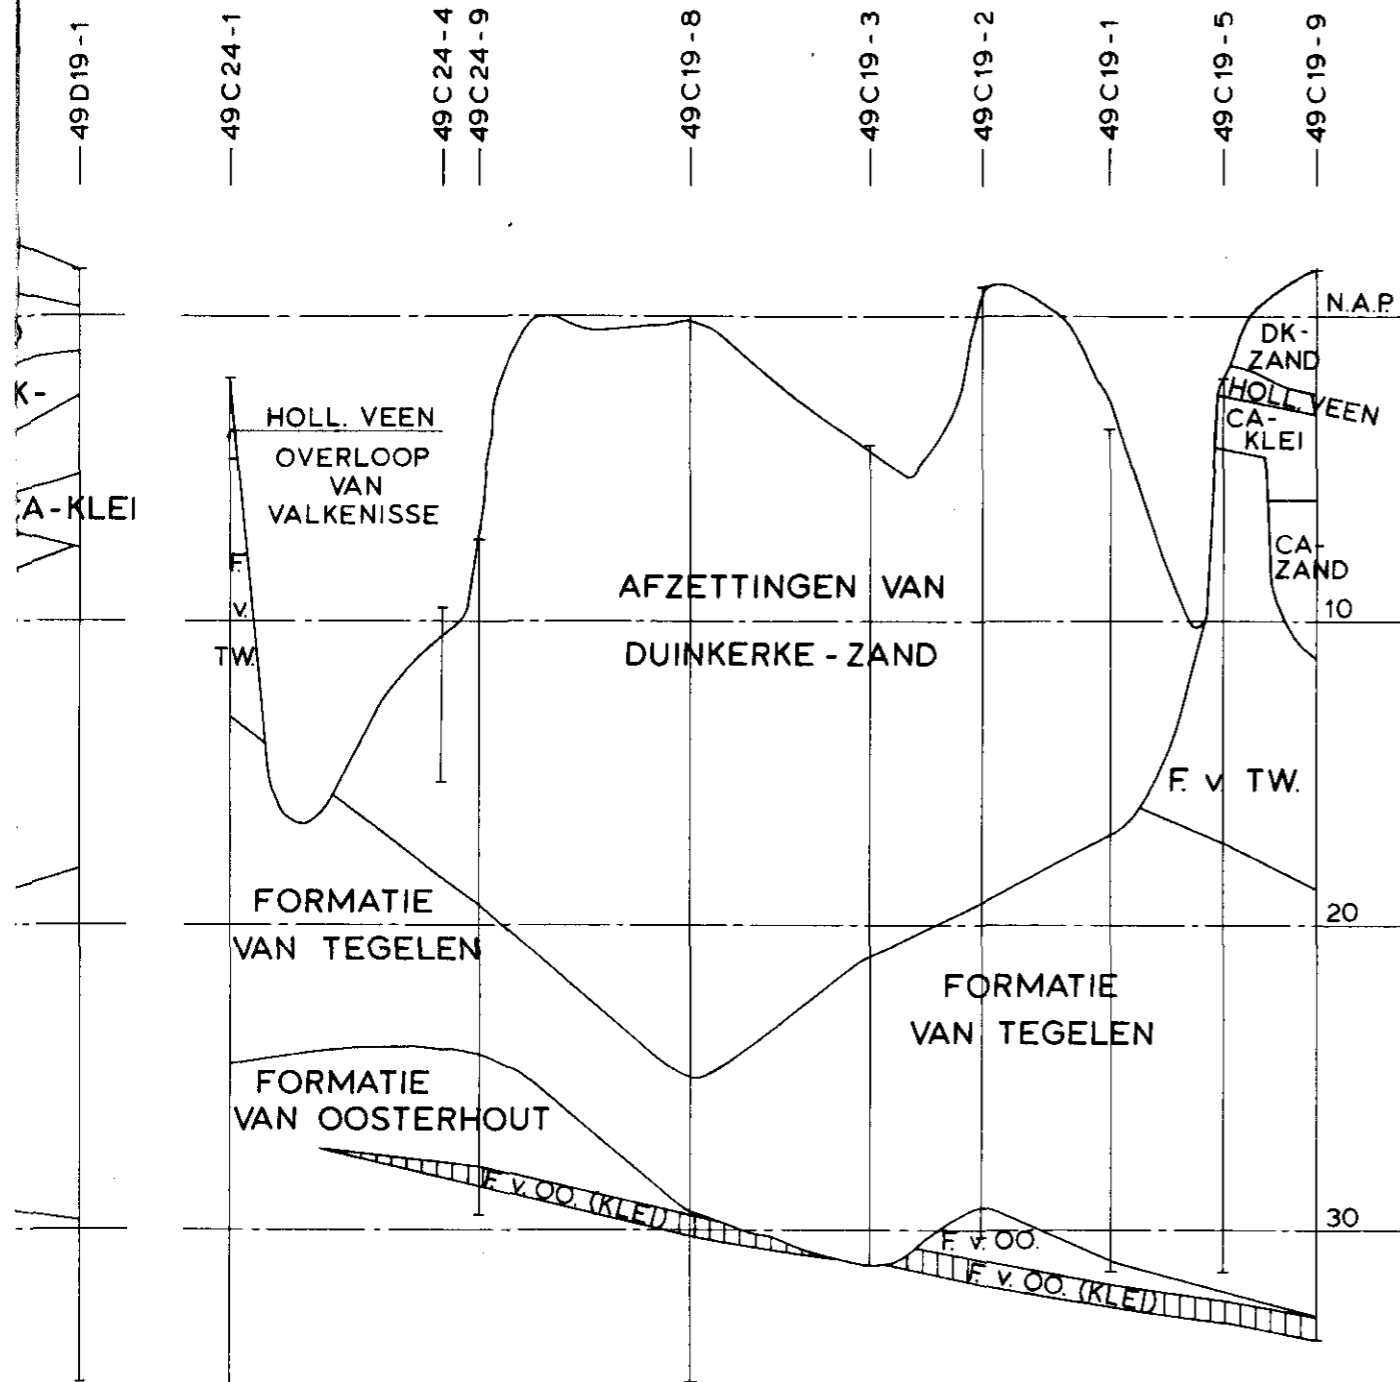 49D19-1
49C24-1
49C24-4
49C24-9
49C19-8
49C19-3
49C19-2
49C19-1
49C19-5
49C19-9
N.A.P.
DK-
ZAND
HOLL. VEEN
K-
HOLL. VEEN
CA-
KLEI
OVERLOOP
VAN
VALKENISSE
A-KLEI
CA-
ZAND
F.
v.
TW.
AFZETTINGEN VAN
DUINKERKE - ZAND
10
F. v. TW.
FORMATIE
VAN TEGELEN
20
FORMATIE
VAN TEGELEN
FORMATIE
VAN OOSTERHOUT
F. v. OO. (KLEI)
30
F. v. OO.
F. v. OO. (KLEI)